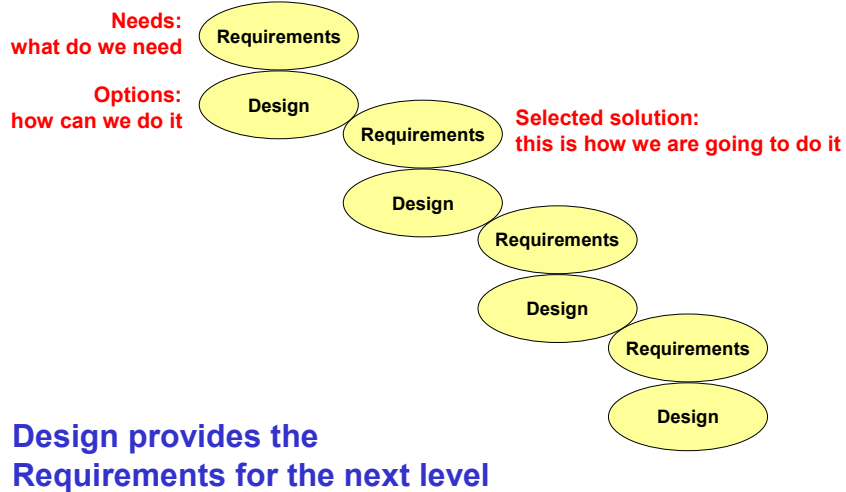 Needs:
what do we need
Requirements
Options:
how can we do it
Design
Requirements
Selected solution:
this is how we are going to do it
Design
Requirements
Design
Requirements
Design
Design provides the
Requirements for the next level